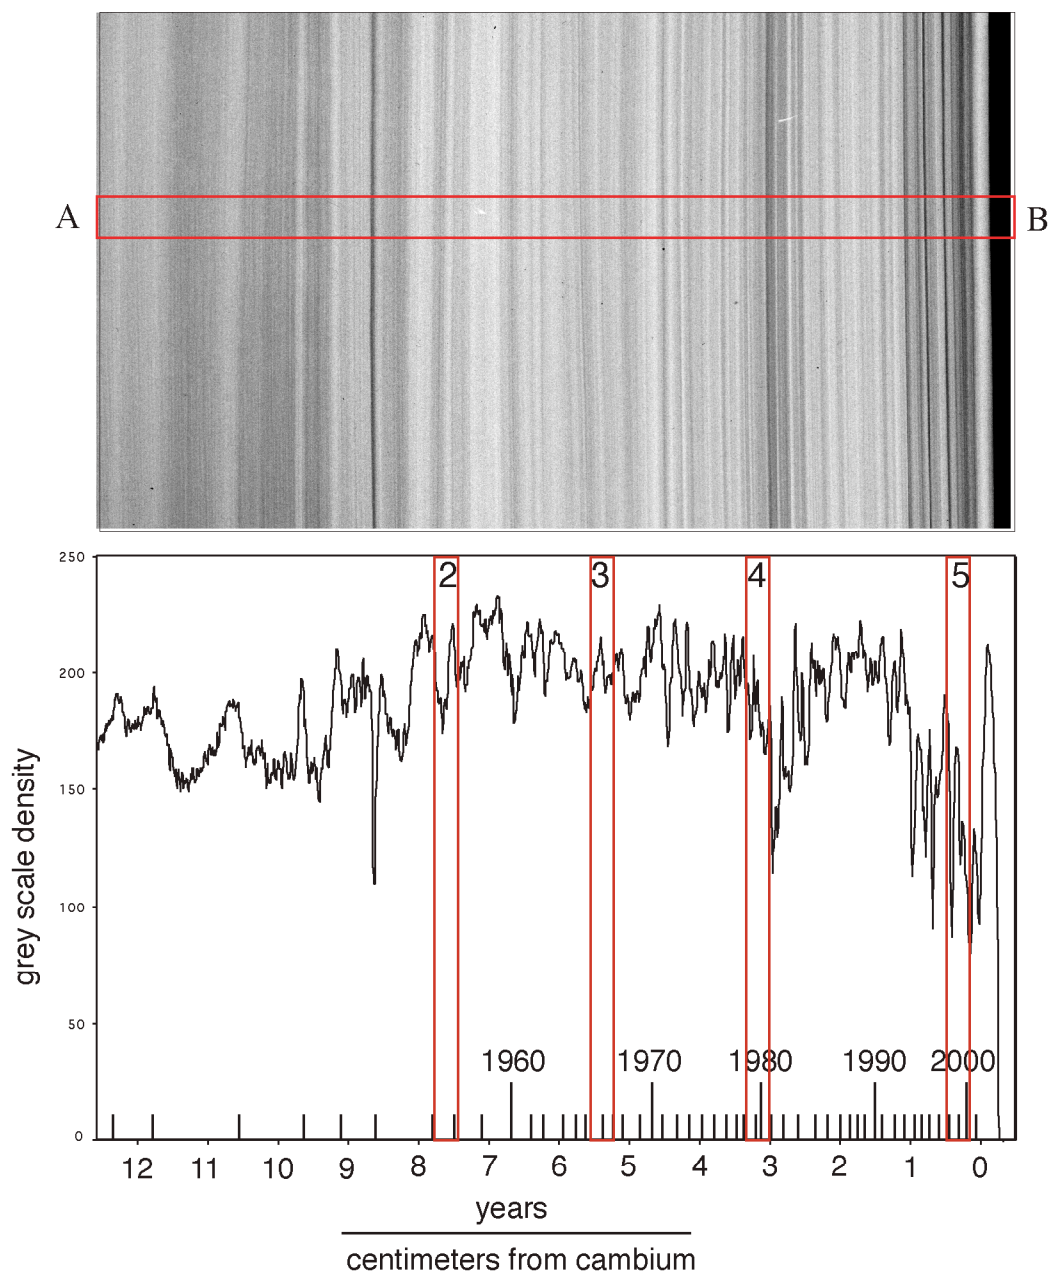 A
B
250
200
150
100
50
0
grey scale density
2 3 4 5
1960 1970 1980 1990 2000
12 11 10 9 8 7 6 5 4 3 2 1 0
years
centimeters from cambium